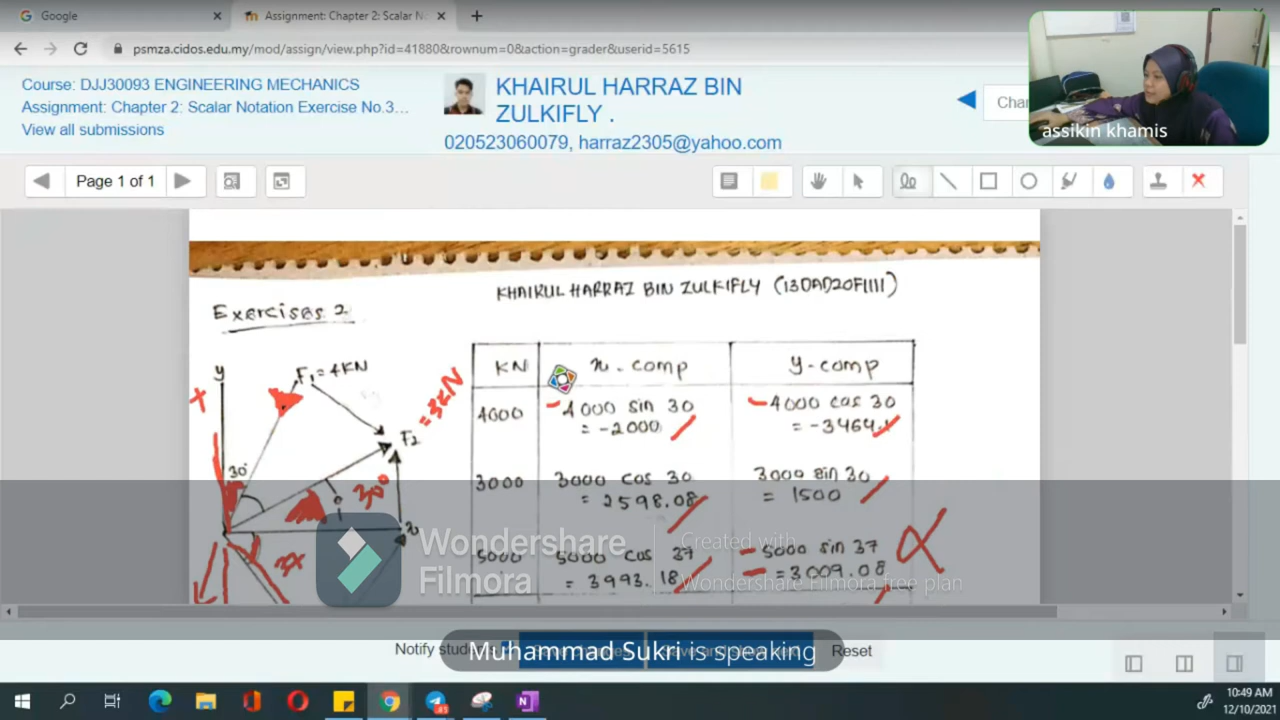 Google
Assignment: Chapter 2: Scalar No
psmza.cidos.edu.my/mod/assign/view.php?id=41880&rownum=0&action=grader&userid=5615
Course: DJJ30093 ENGINEERING MECHANICS
Assignment: Chapter 2: Scalar Notation Exercise No.3...
View all submissions
KHAIRUL HARRAZ BIN
ZULKIFLY .
020523060079, harraz2305@yahoo.com
Chan
assikin khamis
Page 1 of 1
KHAIRUL HARRAZ BIN ZULKIFLY (13DAD20F1111)
Exercises 2
y
F1 = 4KN
F2
= 3KN
30°
30°
KN
x - comp
y - comp
4000
-4000 sin 30
= -2000
-4000 cos 30
= -3464.1
3000
3000 cos 30
= 2598.08
3000 sin 30
= 1500
5000
5000 cos 37
= 3993.18
-5000 sin 37
= 3009.08
Wondershare
Filmora
Created with
Wondershare Filmora free plan
Notify stud
Muhammad Sukri is speaking
Reset
10:49 AM
12/10/2021